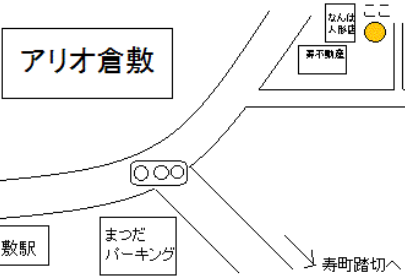 なんば
人形店
ここ
寿不動産
アリオ倉敷
敷駅
まつだ
パーキング
寿町踏切へ